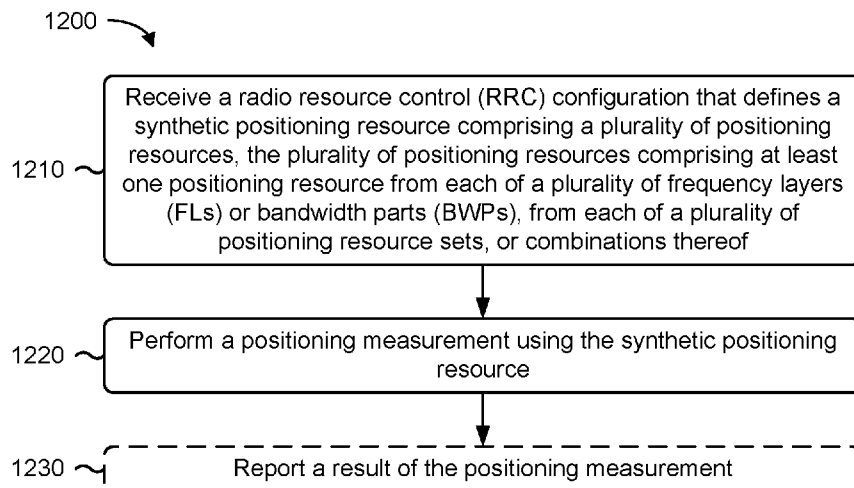 1200
1210
Receive a radio resource control (RRC) configuration that defines a
synthetic positioning resource comprising a plurality of positioning
resources, the plurality of positioning resources comprising at least
one positioning resource from each of a plurality of frequency layers
(FLs) or bandwidth parts (BWPs), from each of a plurality of
positioning resource sets, or combinations thereof
1220
Perform a positioning measurement using the synthetic positioning
resource
1230
Report a result of the positioning measurement